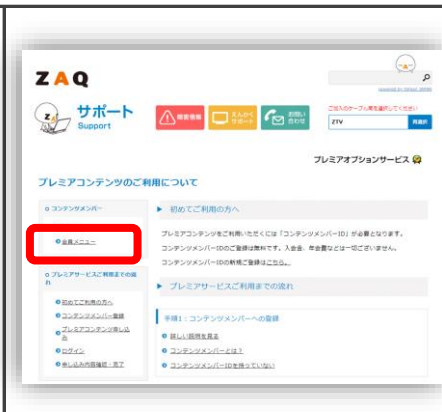 ZAQ
powered by Yahoo! JAPAN
サポート
Support
障害情報
まんがく
サポート
お問い
合わせ
ご加入のケーブル局を選択してください
ZTV
再選択
プレミアオプションサービス
プレミアコンテンツのご利用について
コンテンツメンバー
会員メニュー
プレミアサービスご利用までの流
れ
初めてご利用の方へ
コンテンツメンバー登録
プレミアコンテンツ申し込
み
ログイン
申し込み内容確認・完了
初めてご利用の方へ
プレミアコンテンツをご利用いただくには「コンテンツメンバーID」が必要となります。
コンテンツメンバーIDのご登録は無料です。入会金、年会費などは一切ございません。
コンテンツメンバーIDの新規ご登録はこちら。
プレミアサービスご利用までの流れ
手順1:コンテンツメンバーへの登録
詳しい説明を見る
コンテンツメンバーとは?
コンテンツメンバーIDを持っていない